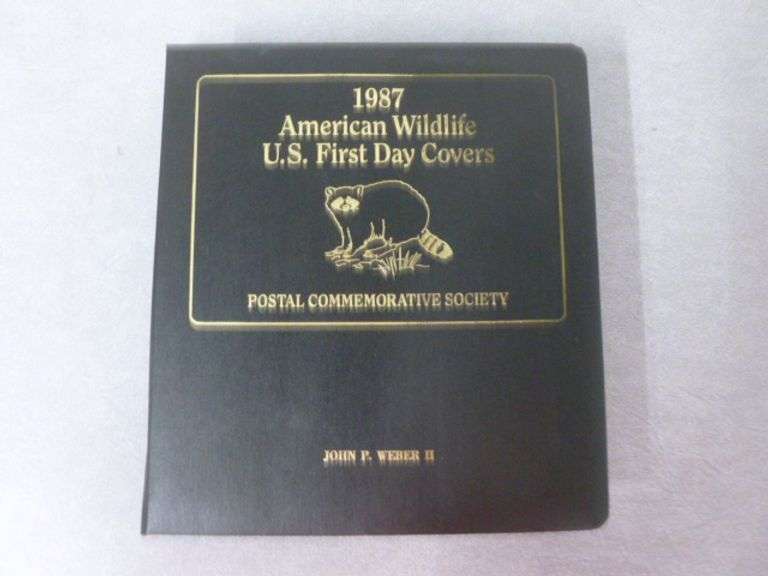 1987
American Wildlife
U.S. First Day Covers
POSTAL COMMEMORATIVE SOCIETY
JOHN P. WEBER II